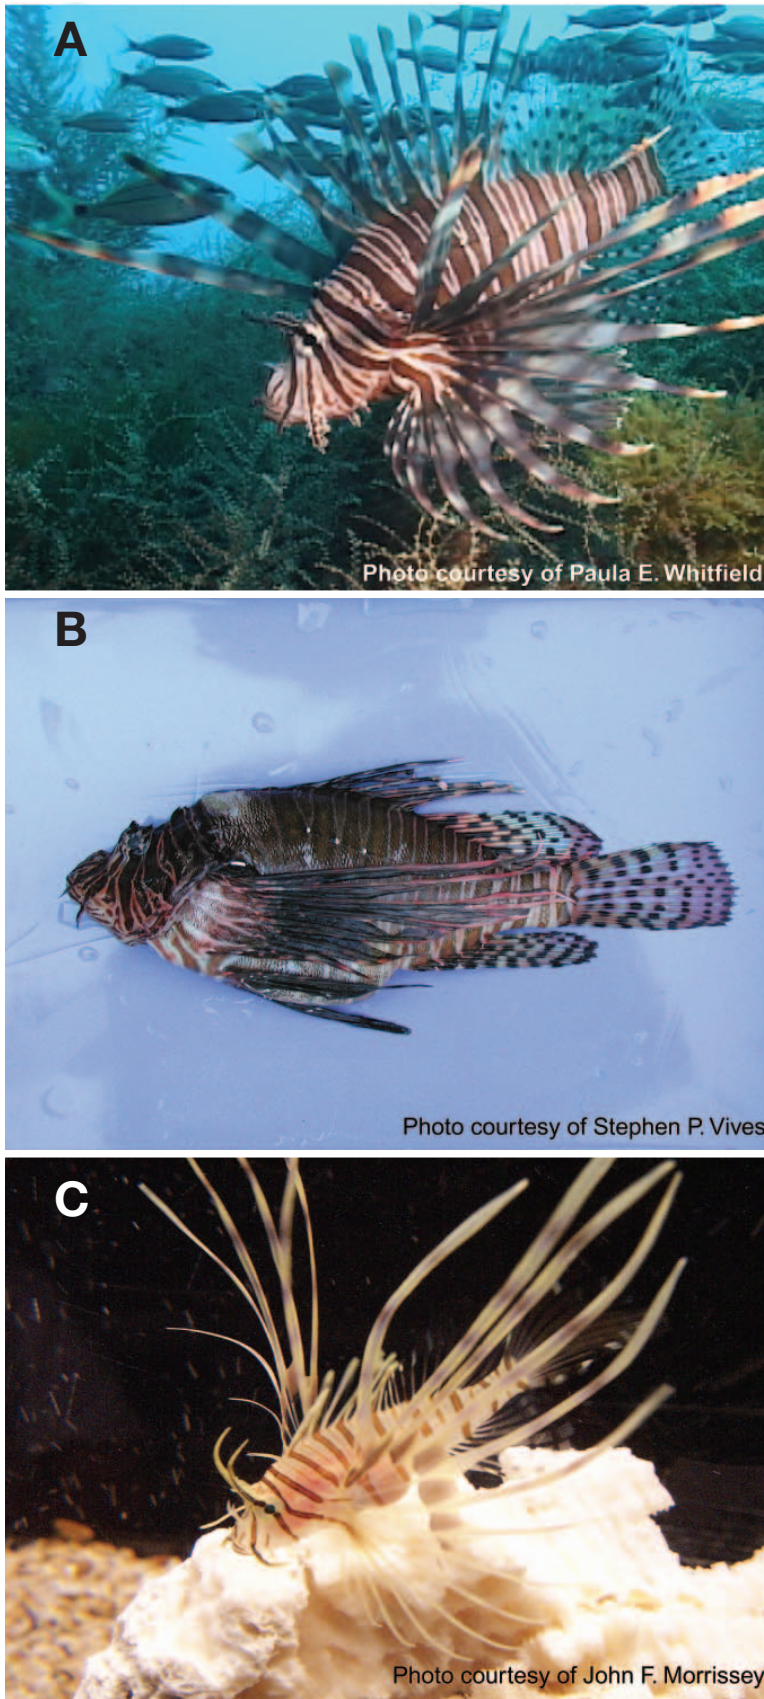 A
Photo courtesy of Paula E. Whitfield
B
Photo courtesy of Stephen P. Vives
C
Photo courtesy of John F. Morrissey